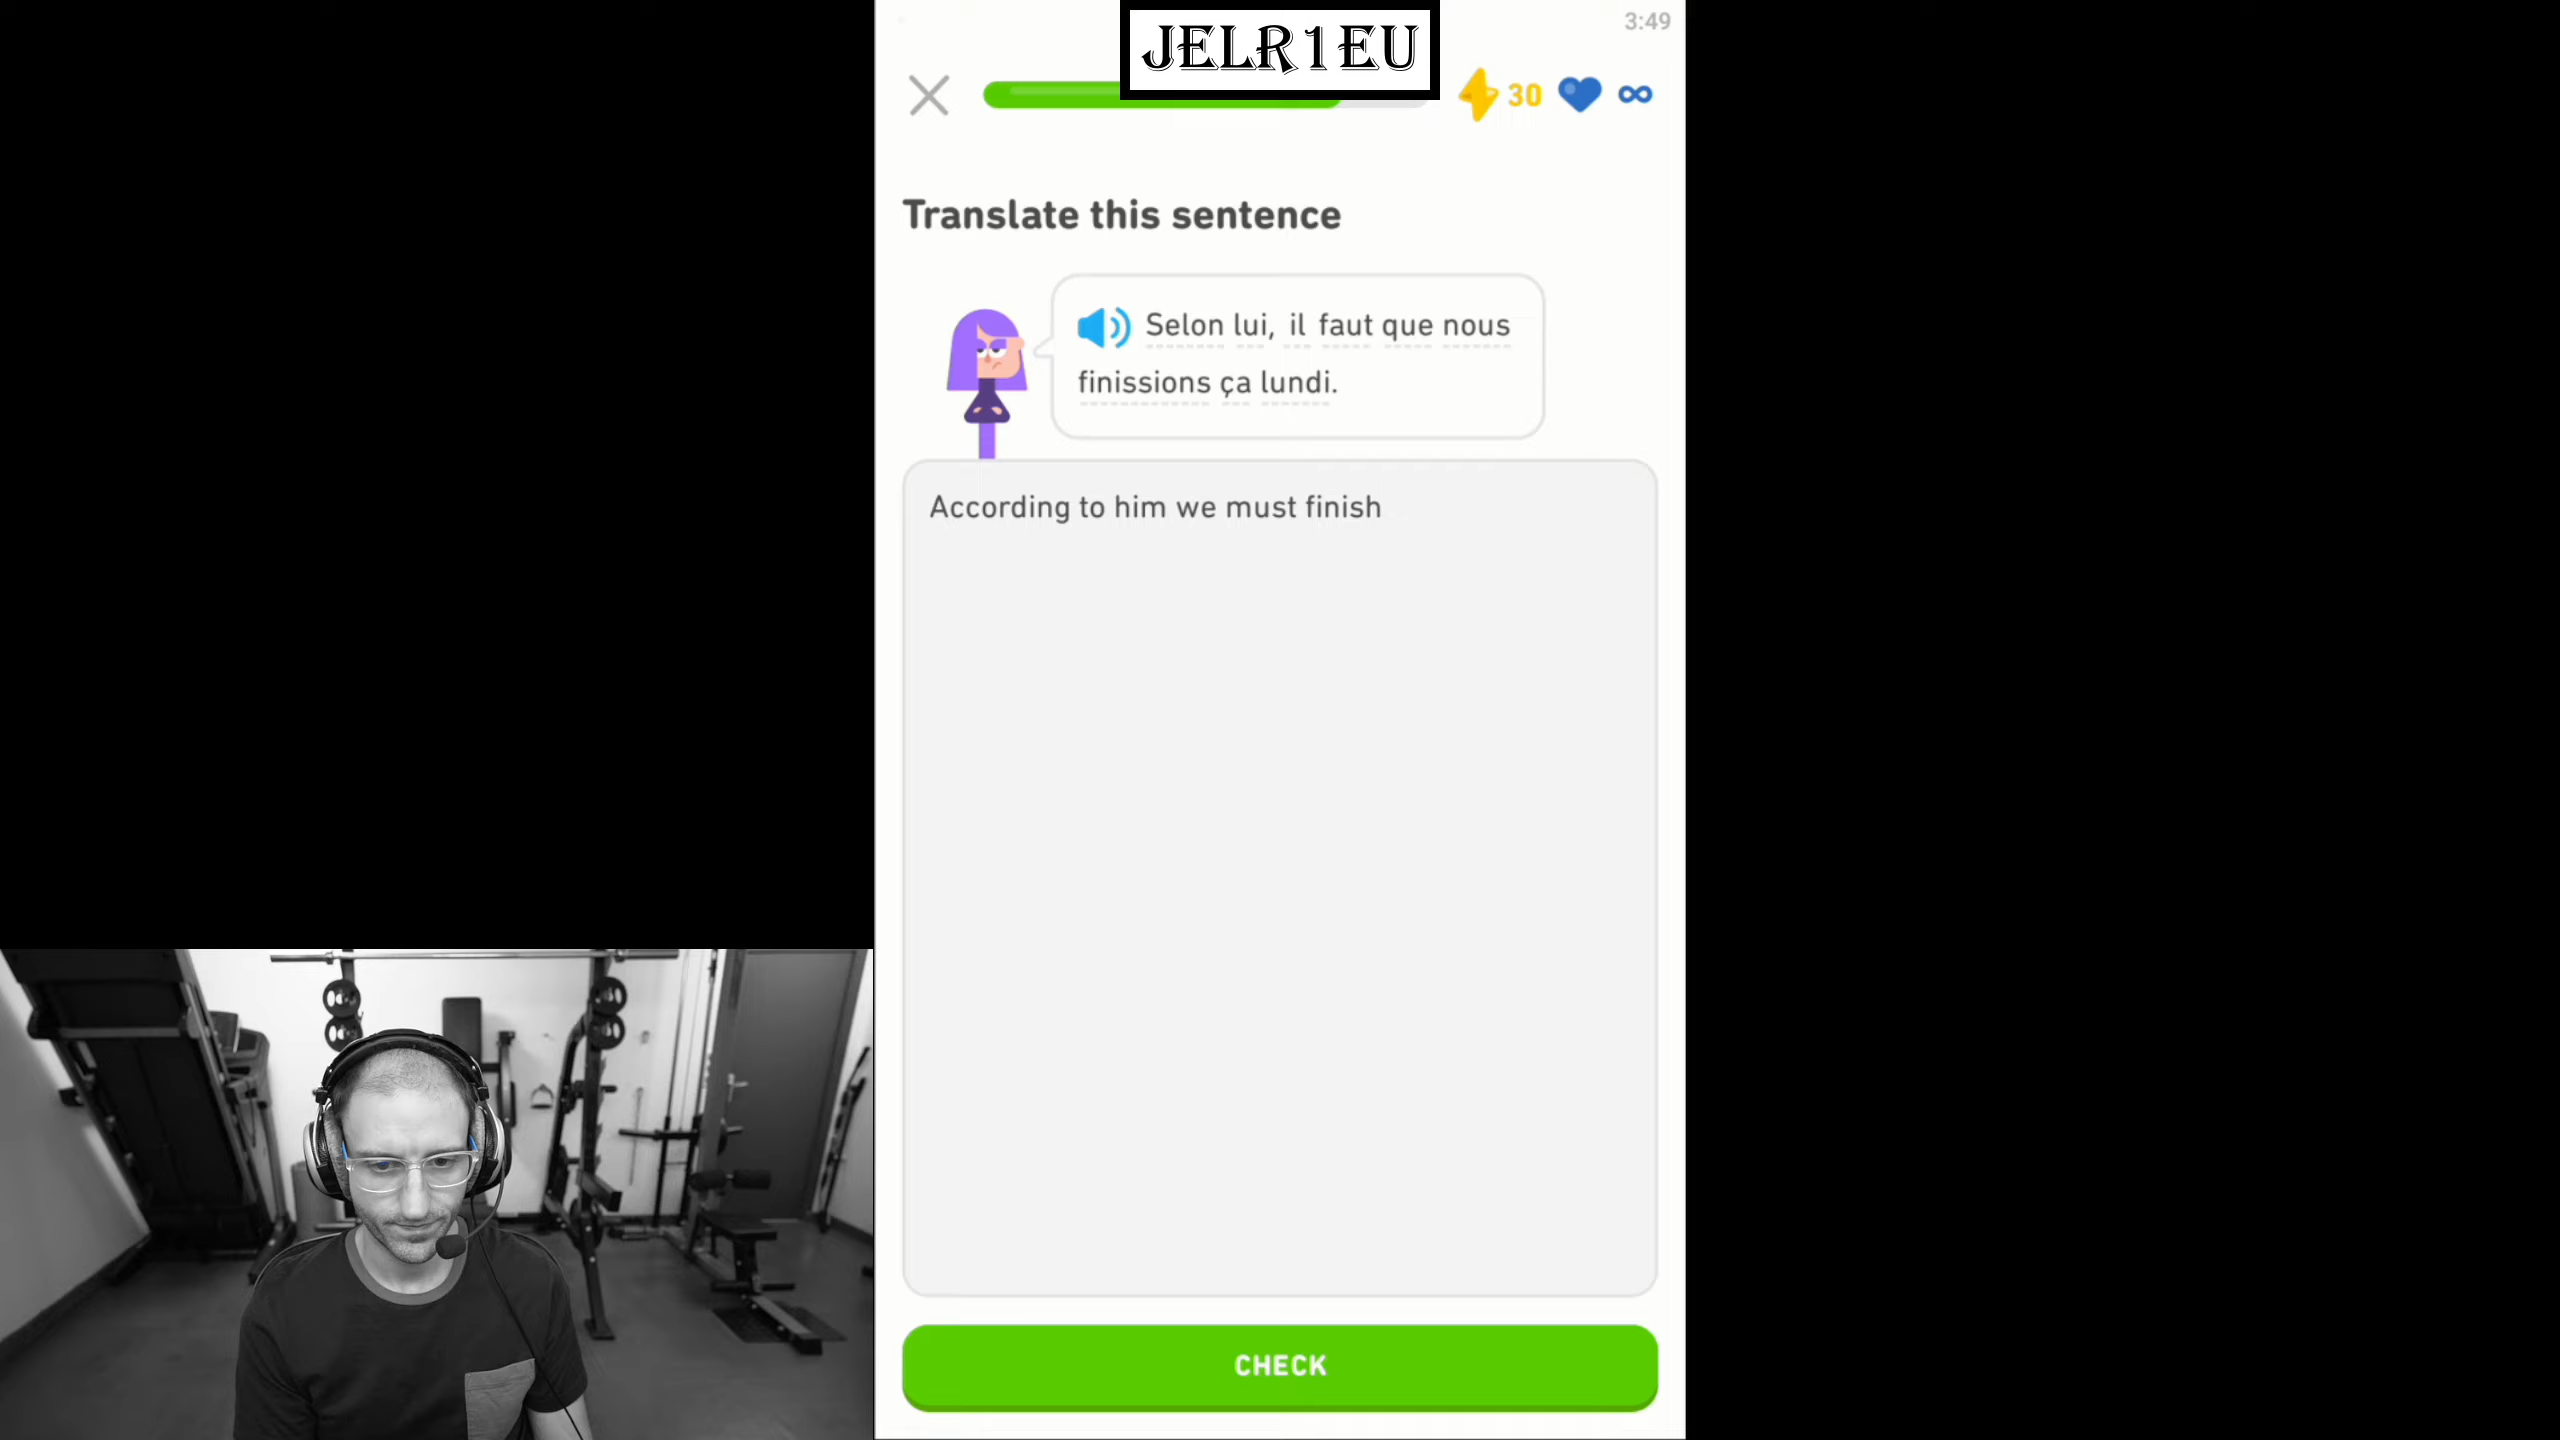 JELR1EU
3:49
30
Translate this sentence
Selon lui, il faut que nous
finissions ça lundi.
According to him we must finish
CHECK